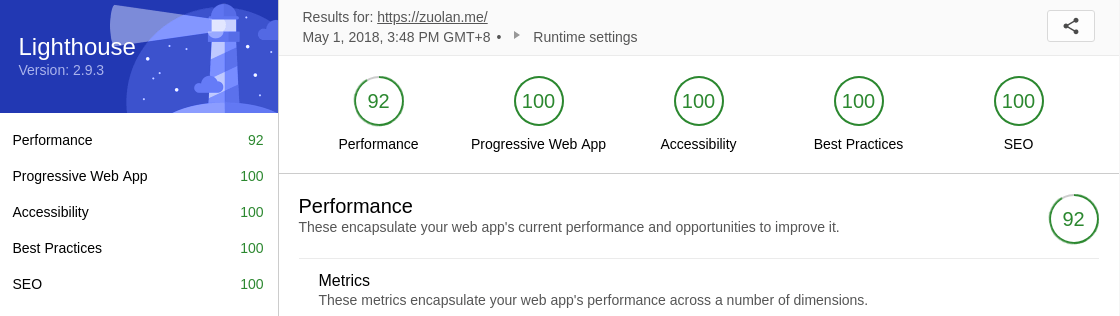 Lighthouse
Version: 2.9.3
Performance 92
Progressive Web App 100
Accessibility 100
Best Practices 100
SEO 100
Results for: https://zuolan.me/
May 1, 2018, 3:48 PM GMT+8 • Runtime settings
92 100 100 100 100
Performance Progressive Web App Accessibility Best Practices SEO
Performance
These encapsulate your web app's current performance and opportunities to improve it.
92
Metrics
These metrics encapsulate your web app's performance across a number of dimensions.